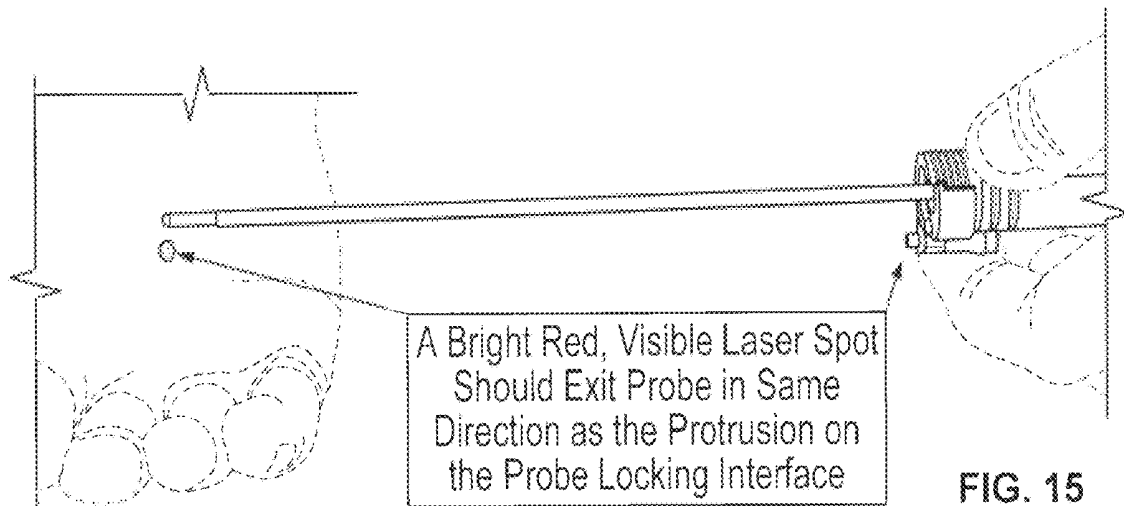 A Bright Red, Visible Laser Spot
Should Exit Probe in Same
Direction as the Protrusion on
the Probe Locking Interface
FIG. 15